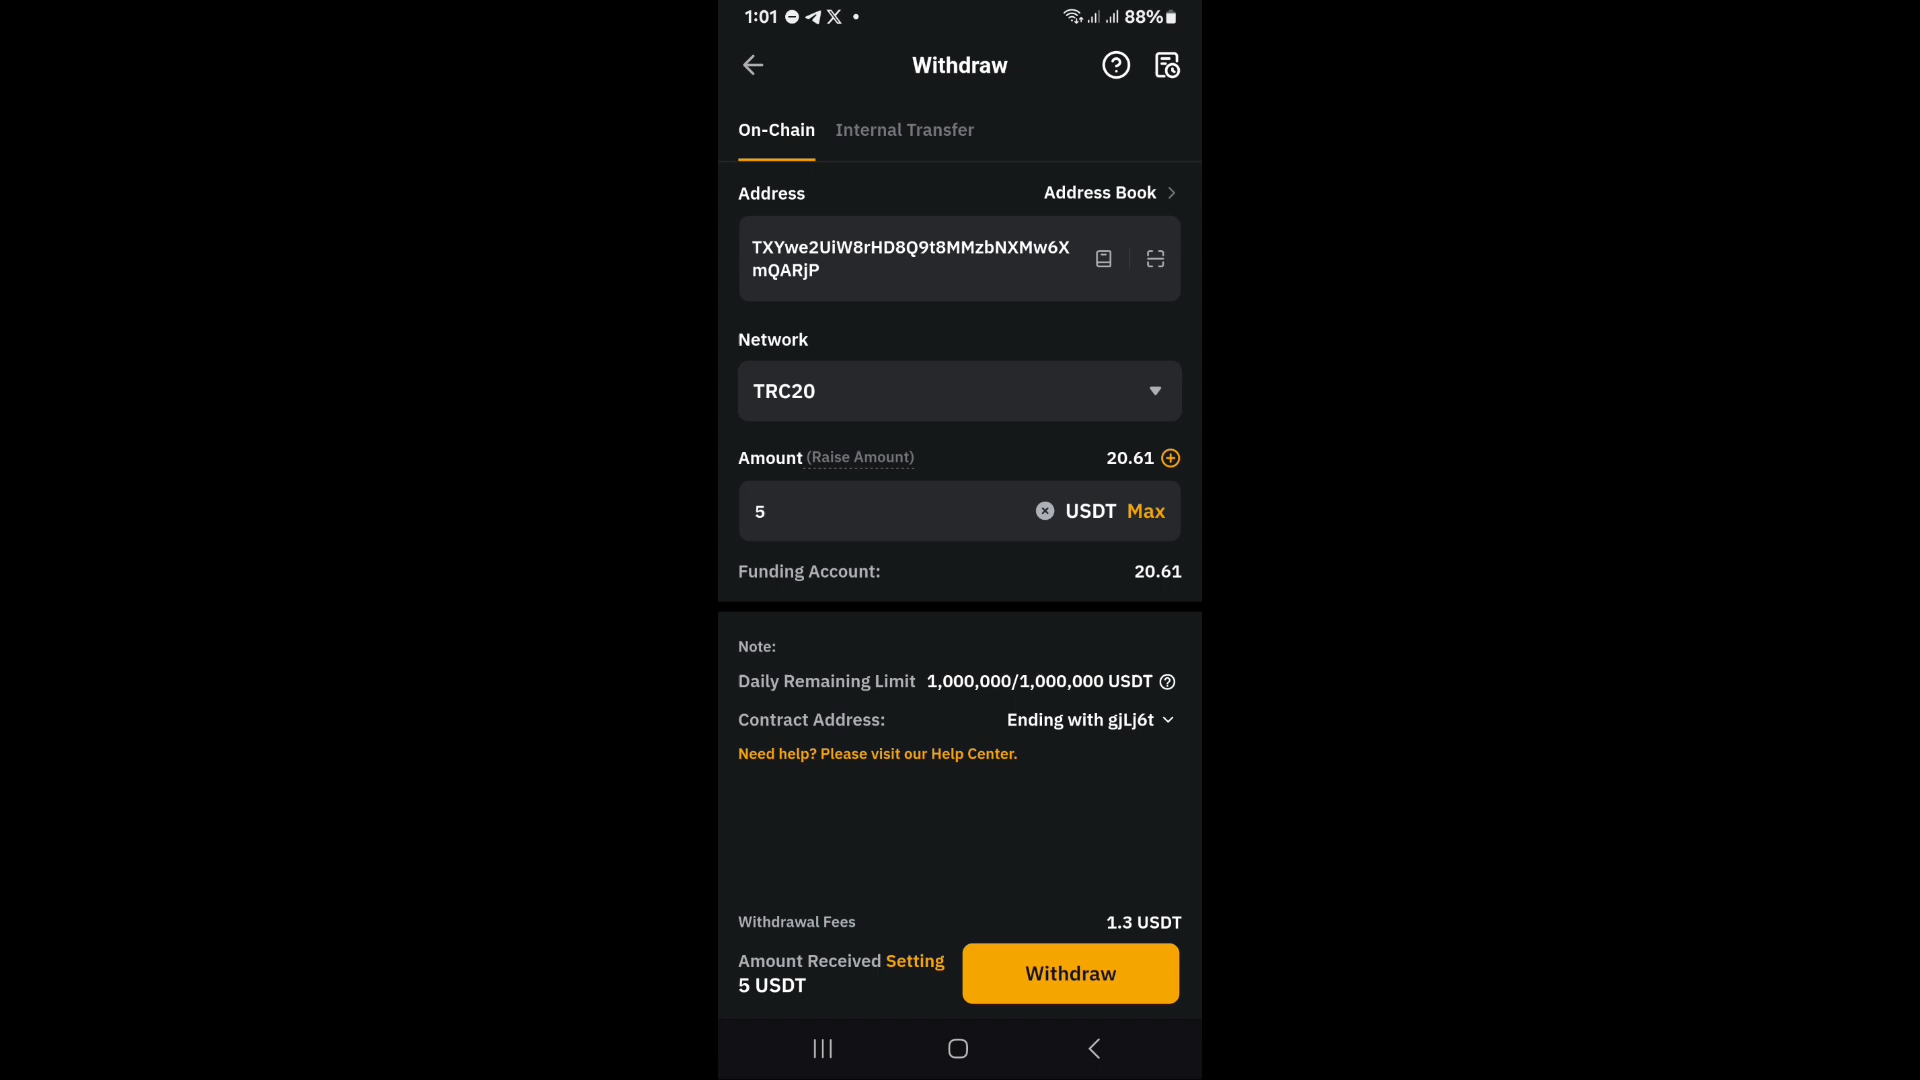 1:01 88%
Withdraw
On-Chain Internal Transfer
Address Address Book
TXYwe2UiW8rHD8Q9t8MMzbNXMw6X
mQARjP
Network
TRC20
Amount (Raise Amount) 20.61
5 USDT Max
Funding Account: 20.61
Note:
Daily Remaining Limit 1,000,000/1,000,000 USDT
Contract Address: Ending with gjLj6t
Need help? Please visit our Help Center.
Withdrawal Fees 1.3 USDT
Amount Received Setting
5 USDT
Withdraw